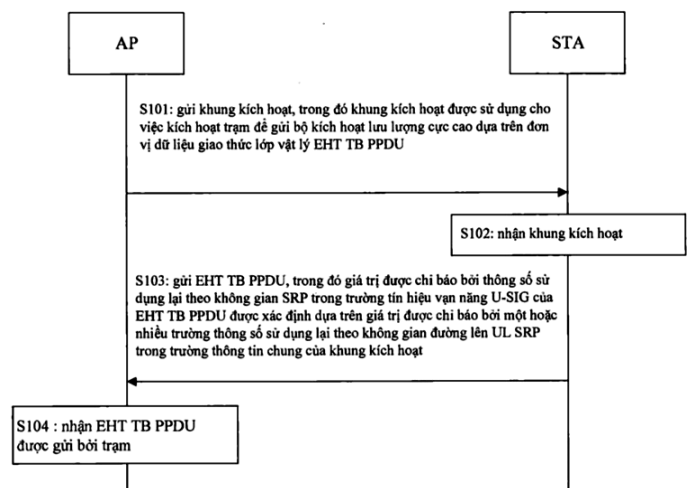 AP
STA
S101: gửi khung kích hoạt, trong đó khung kích hoạt được sử dụng cho
việc kích hoạt trạm để gửi bộ kích hoạt lưu lượng cực cao dựa trên đơn
vị dữ liệu giao thức lớp vật lý EHT TB PPDU
S102: nhận khung kích hoạt
S103: gửi EHT TB PPDU, trong đó giá trị được chỉ báo bởi thông số sử
dụng lại theo không gian SRP trong trường tín hiệu vạn năng U-SIG của
EHT TB PPDU được xác định dựa trên giá trị được chỉ báo bởi một hoặc
nhiều trường thông số sử dụng lại theo không gian đường lên UL SRP
trong trường thông tin chung của khung kích hoạt
S104 : nhận EHT TB PPDU
được gửi bởi trạm